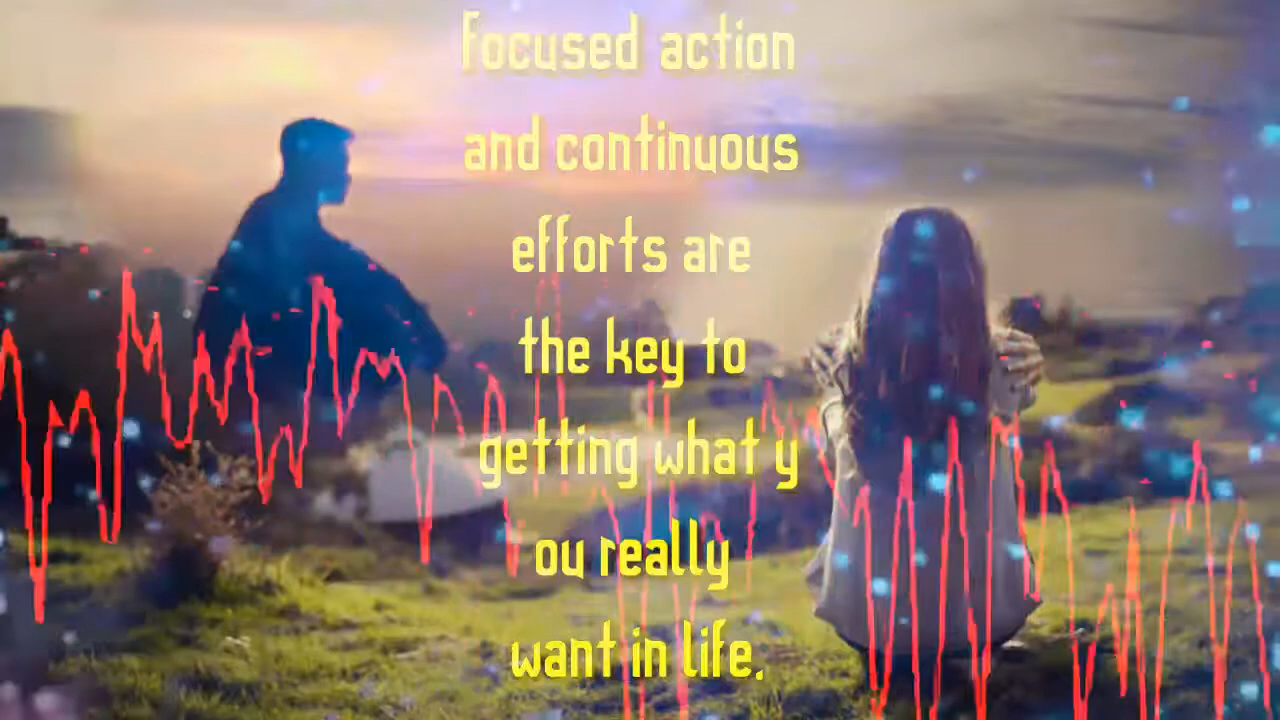 focused action
and continuous
efforts are
the key to
getting what y
ou really
want in life.